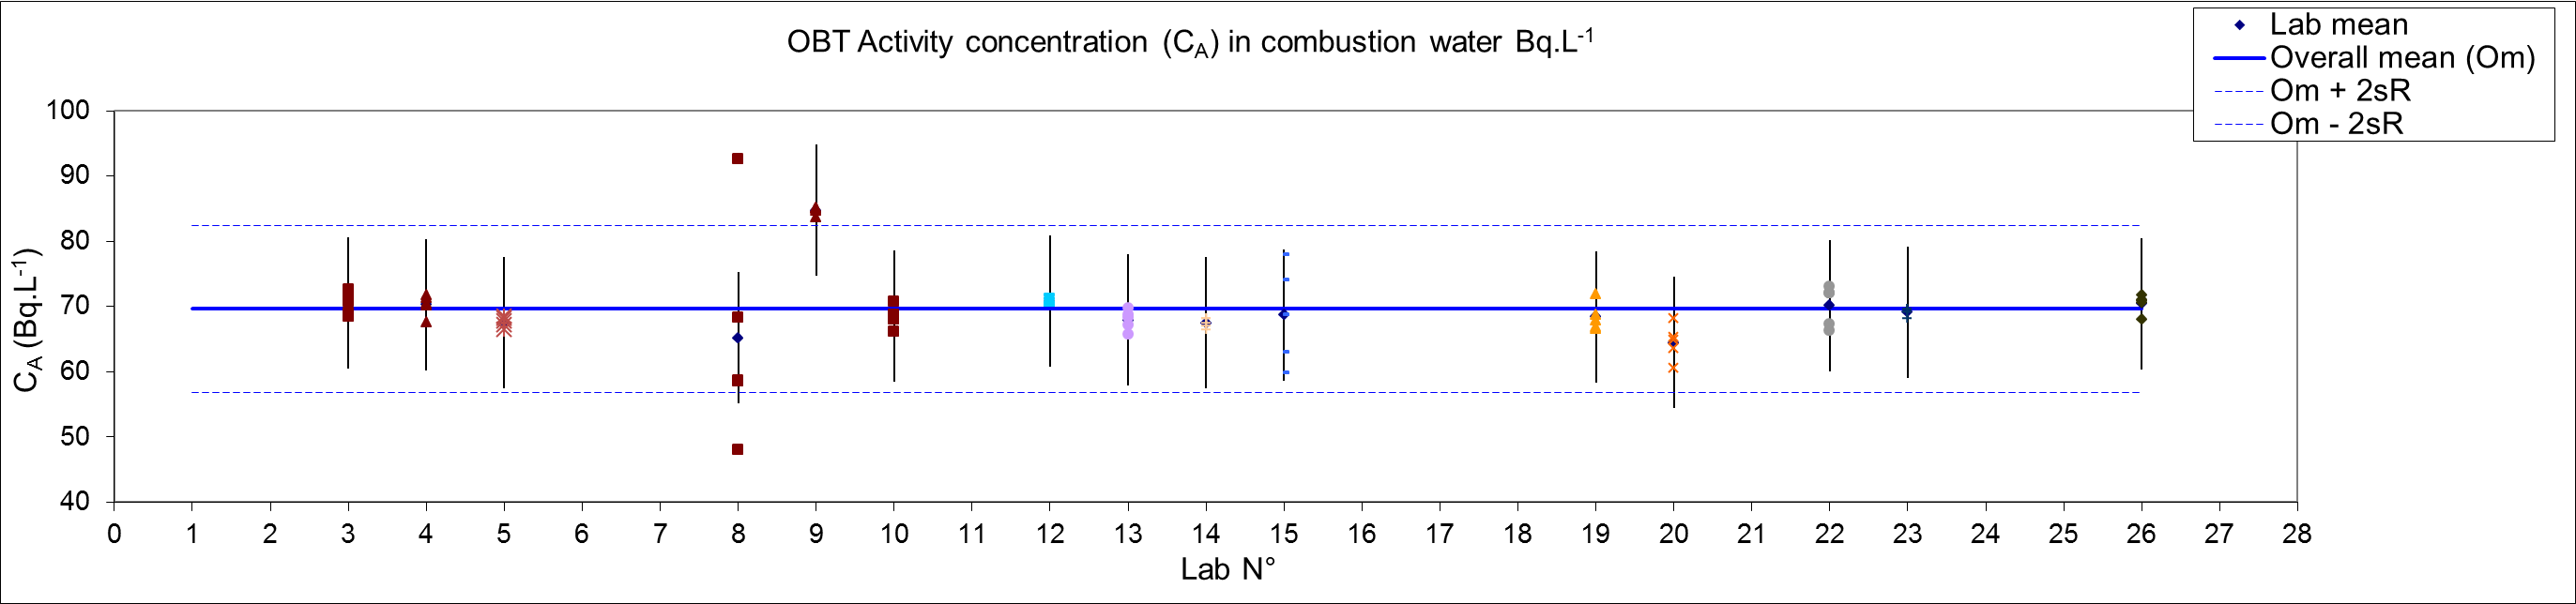 OBT Activity concentration (CA) in combustion water Bq.L-1
Lab mean
Overall mean (Om)
Om + 2sR
Om - 2sR
100
90
80
70
60
50
40
CA (Bq.L-1)
0 1 2 3 4 5 6 7 8 9 10 11 12 13 14 15 16 17 18 19 20 21 22 23 24 25 26 27 28
Lab N°